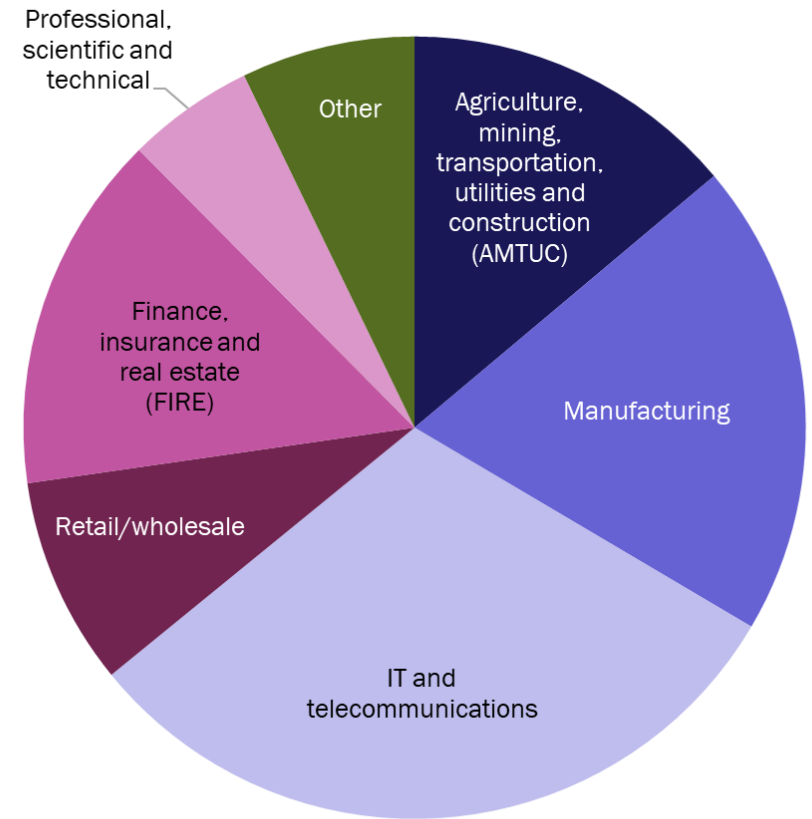 Professional,
scientific and
technical
Other
Agriculture,
mining,
transportation,
utilities and
construction
(AMTUC)
Finance,
insurance and
real estate
(FIRE)
Manufacturing
Retail/wholesale
IT and
telecommunications